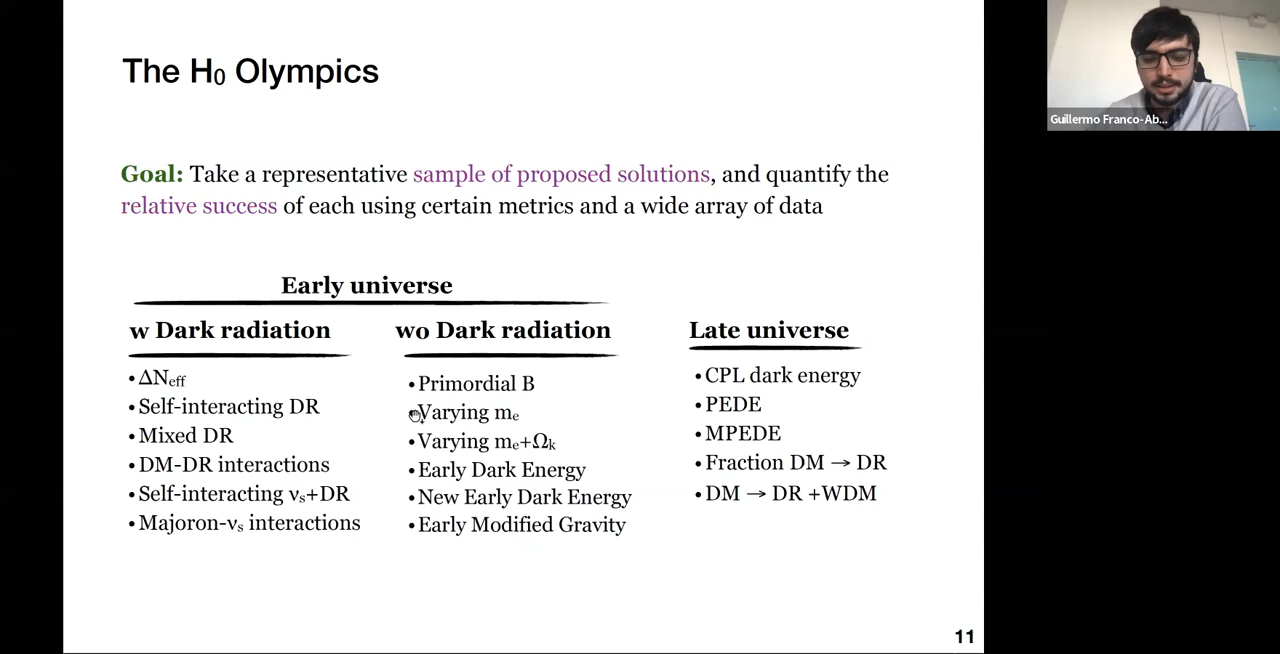 The H₀ Olympics
Guillermo Franco-Ab...
Goal: Take a representative sample of proposed solutions, and quantify the
relative success of each using certain metrics and a wide array of data
Early universe
w Dark radiation
•ΔNeff
•Self-interacting DR
•Mixed DR
•DM-DR interactions
•Self-interacting νs+DR
•Majoron-νs interactions
wo Dark radiation
•Primordial B
•Varying me
•Varying me+Ωk
•Early Dark Energy
•New Early Dark Energy
•Early Modified Gravity
Late universe
•CPL dark energy
•PEDE
•MPEDE
•Fraction DM → DR
•DM → DR +WDM
11